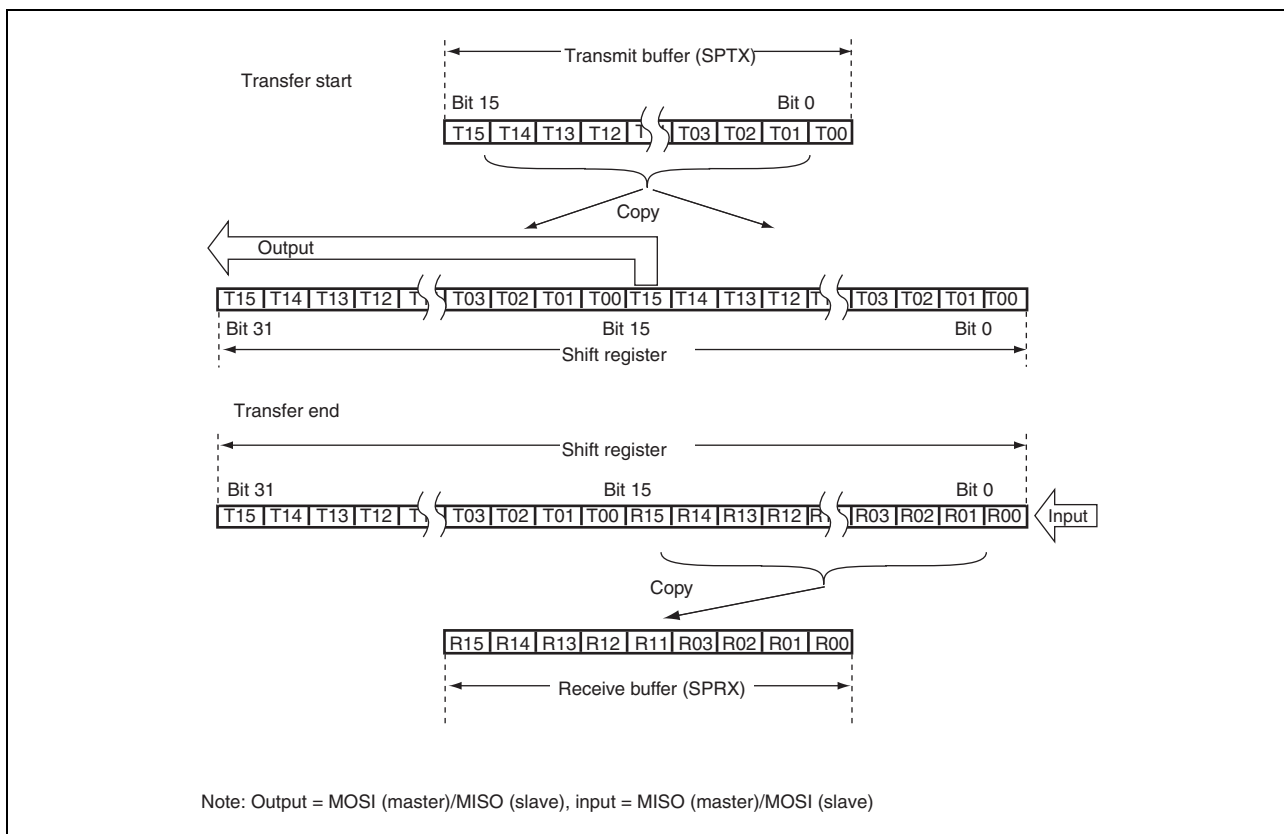 Transmit buffer (SPTX)
Transfer start
Bit 15 Bit 0
T15 T14 T13 T12 T03 T02 T01 T00
Copy
Output
T15 T14 T13 T12 T03 T02 T01 T00 T15 T14 T13 T12 T03 T02 T01 T00
Bit 31 Bit 15 Bit 0
Shift register
Transfer end
Shift register
Bit 31 Bit 15 Bit 0
T15 T14 T13 T12 T03 T02 T01 T00 R15 R14 R13 R12 R03 R02 R01 R00 Input
Copy
R15 R14 R13 R12 R11 R03 R02 R01 R00
Receive buffer (SPRX)
Note: Output = MOSI (master)/MISO (slave), input = MISO (master)/MOSI (slave)